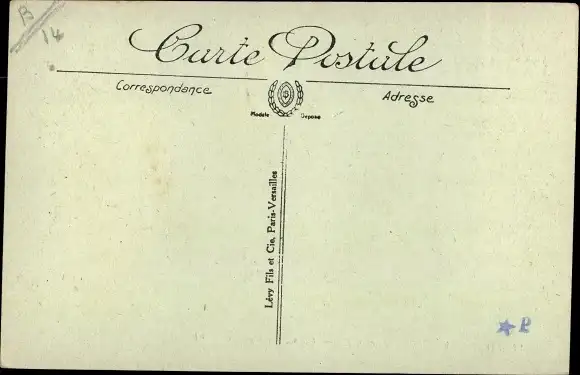 B
14
Carte Postale
Correspondance
Adresse
Modèle Déposé
Lévy Fils et Cie, Paris-Versailles
★ P